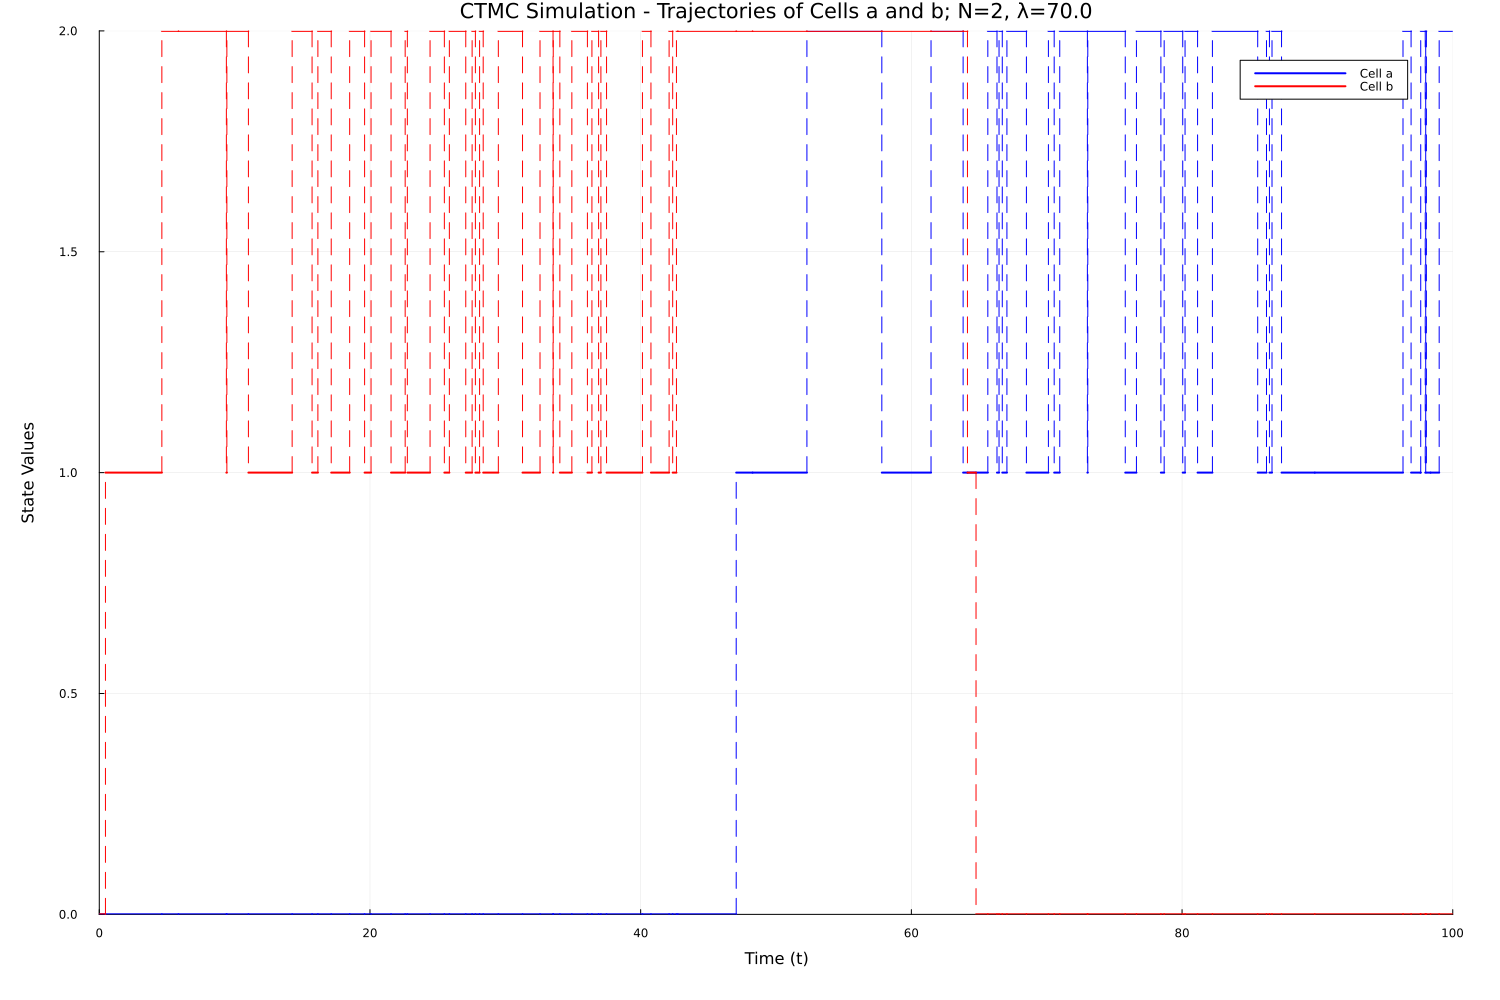 CTMC Simulation - Trajectories of Cells a and b; N=2, λ=70.0
2.0
Cell a
Cell b
1.5
1.0
State Values
0.5
0.0
0 20 40 60 80 100
Time (t)